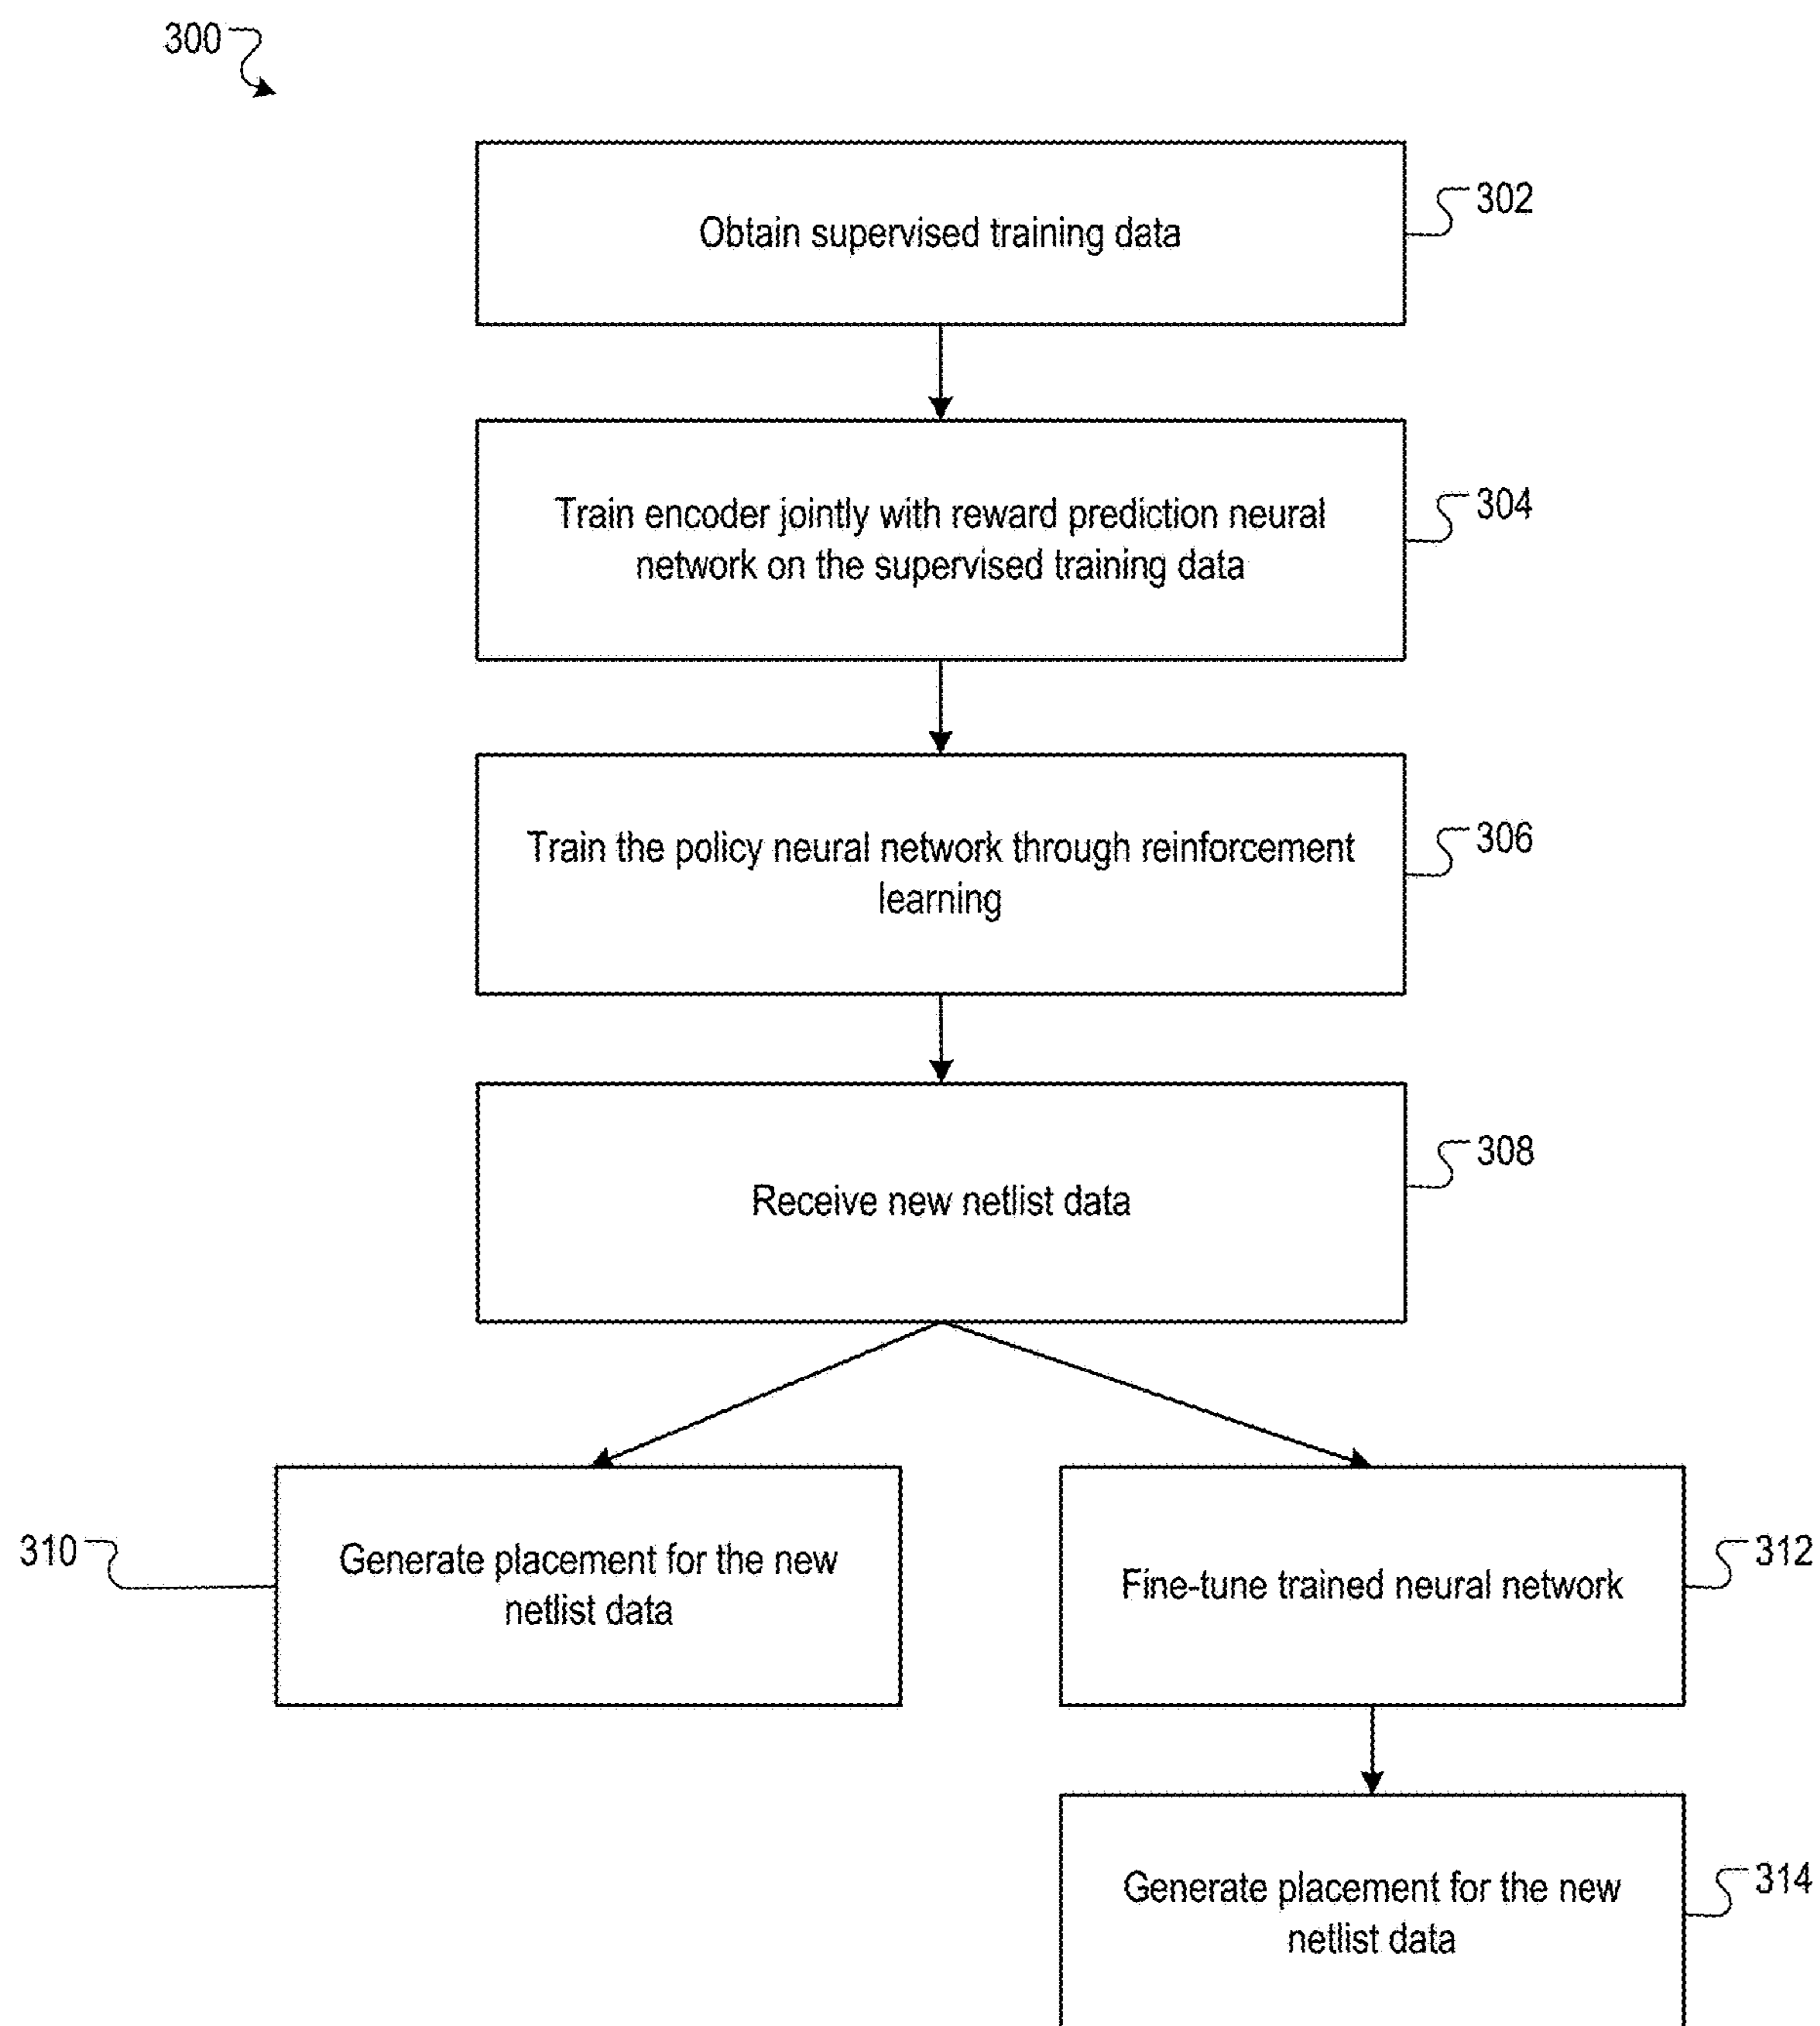 300
Obtain supervised training data
302
Train encoder jointly with reward prediction neural
network on the supervised training data
304
Train the policy neural network through reinforcement
learning
306
Receive new netlist data
308
310
Generate placement for the new
netlist data
Fine-tune trained neural network
312
Generate placement for the new
netlist data
314